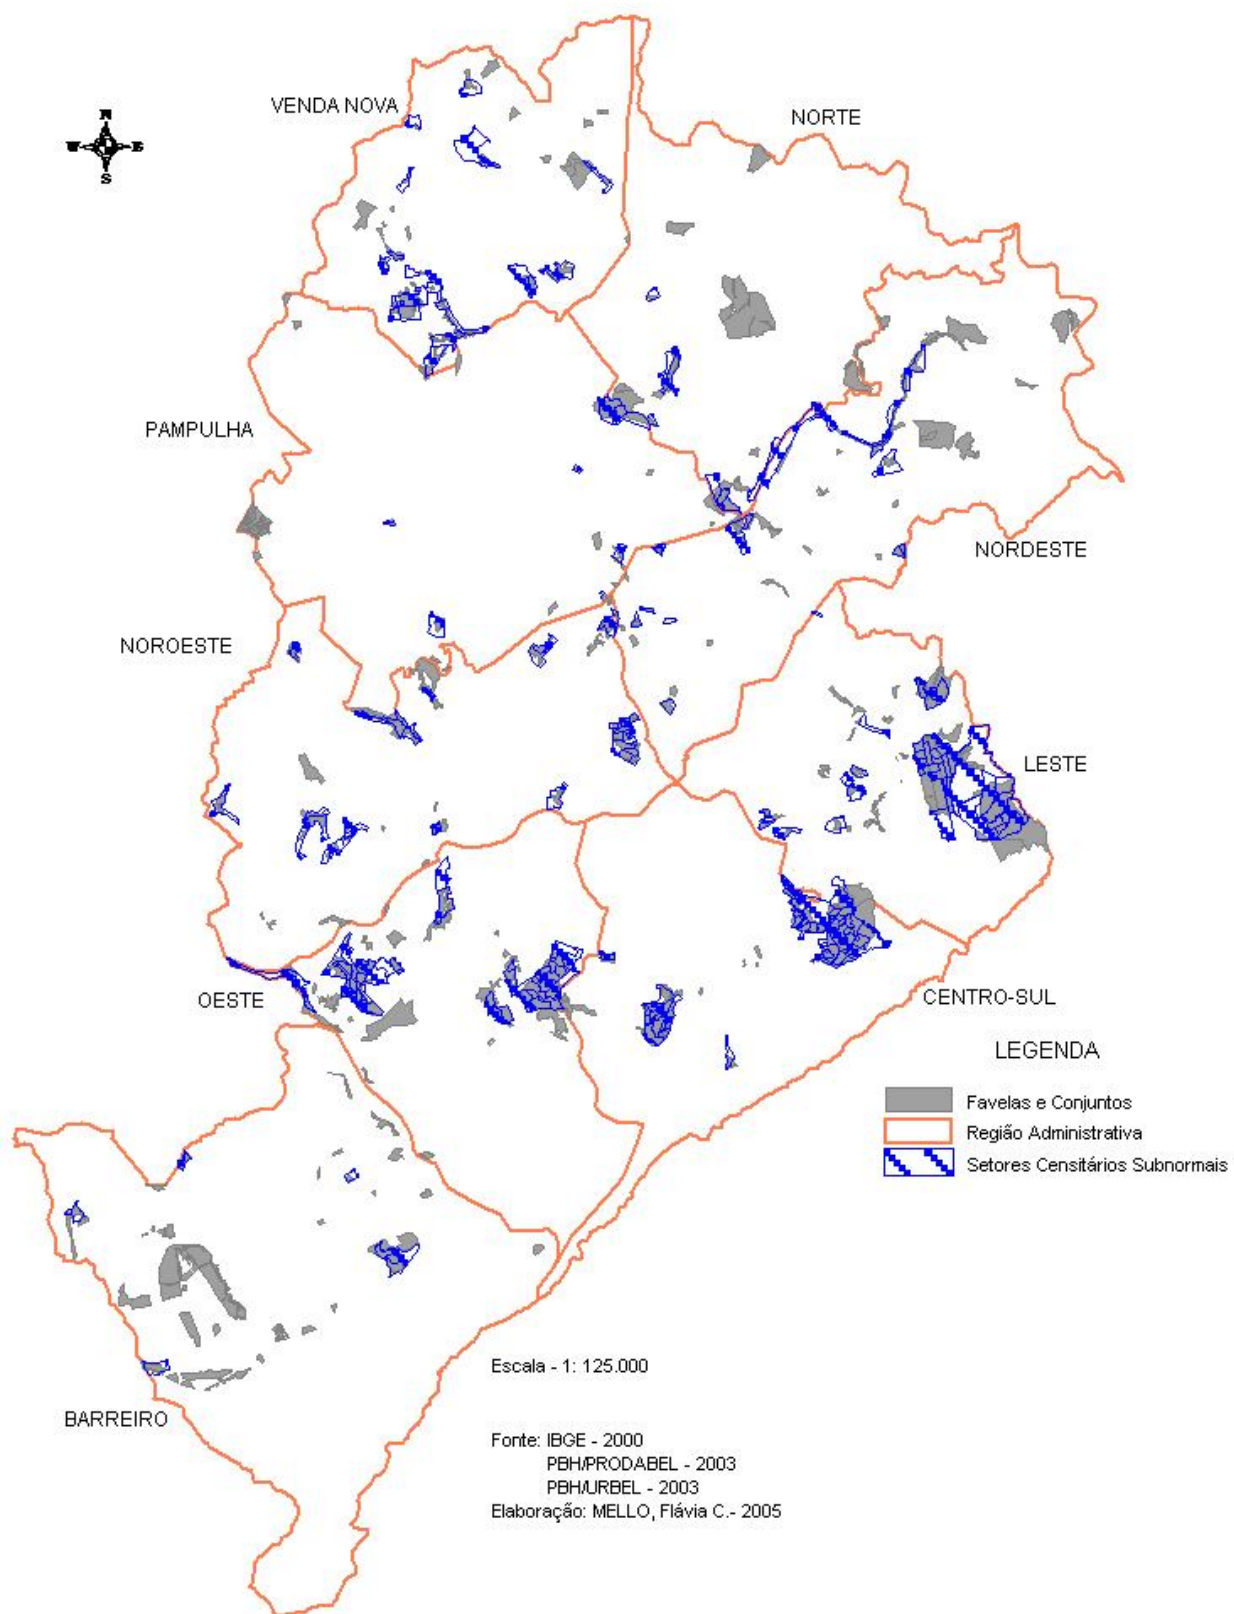 VENDA NOVA
NORTE
N
W E
S
PAMPULHA
NORDESTE
NOROESTE
LESTE
OESTE
CENTRO-SUL
LEGENDA
Favelas e Conjuntos
Região Administrativa
Setores Censitários Subnormais
Escala - 1: 125.000
BARREIRO
Fonte: IBGE - 2000
PBH/PRODABEL - 2003
PBH/URBEL - 2003
Elaboração: MELLO, Flávia C.- 2005